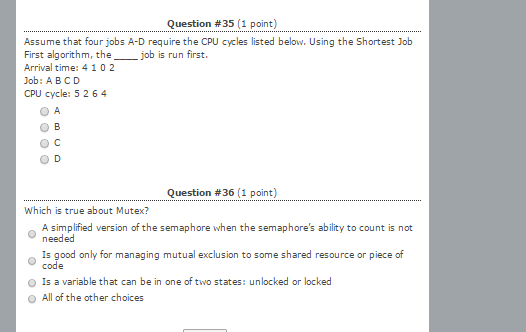 Question #35 (1 point)
Assume that four jobs A-D require the CPU cycles listed below. Using the Shortest Job
First algorithm, the ____ job is run first.
Arrival time: 4 1 0 2
Job: A B C D
CPU cycle: 5 2 6 4
A
B
C
D
Question #36 (1 point)
Which is true about Mutex?
A simplified version of the semaphore when the semaphore's ability to count is not
needed
Is good only for managing mutual exclusion to some shared resource or piece of
code
Is a variable that can be in one of two states: unlocked or locked
All of the other choices